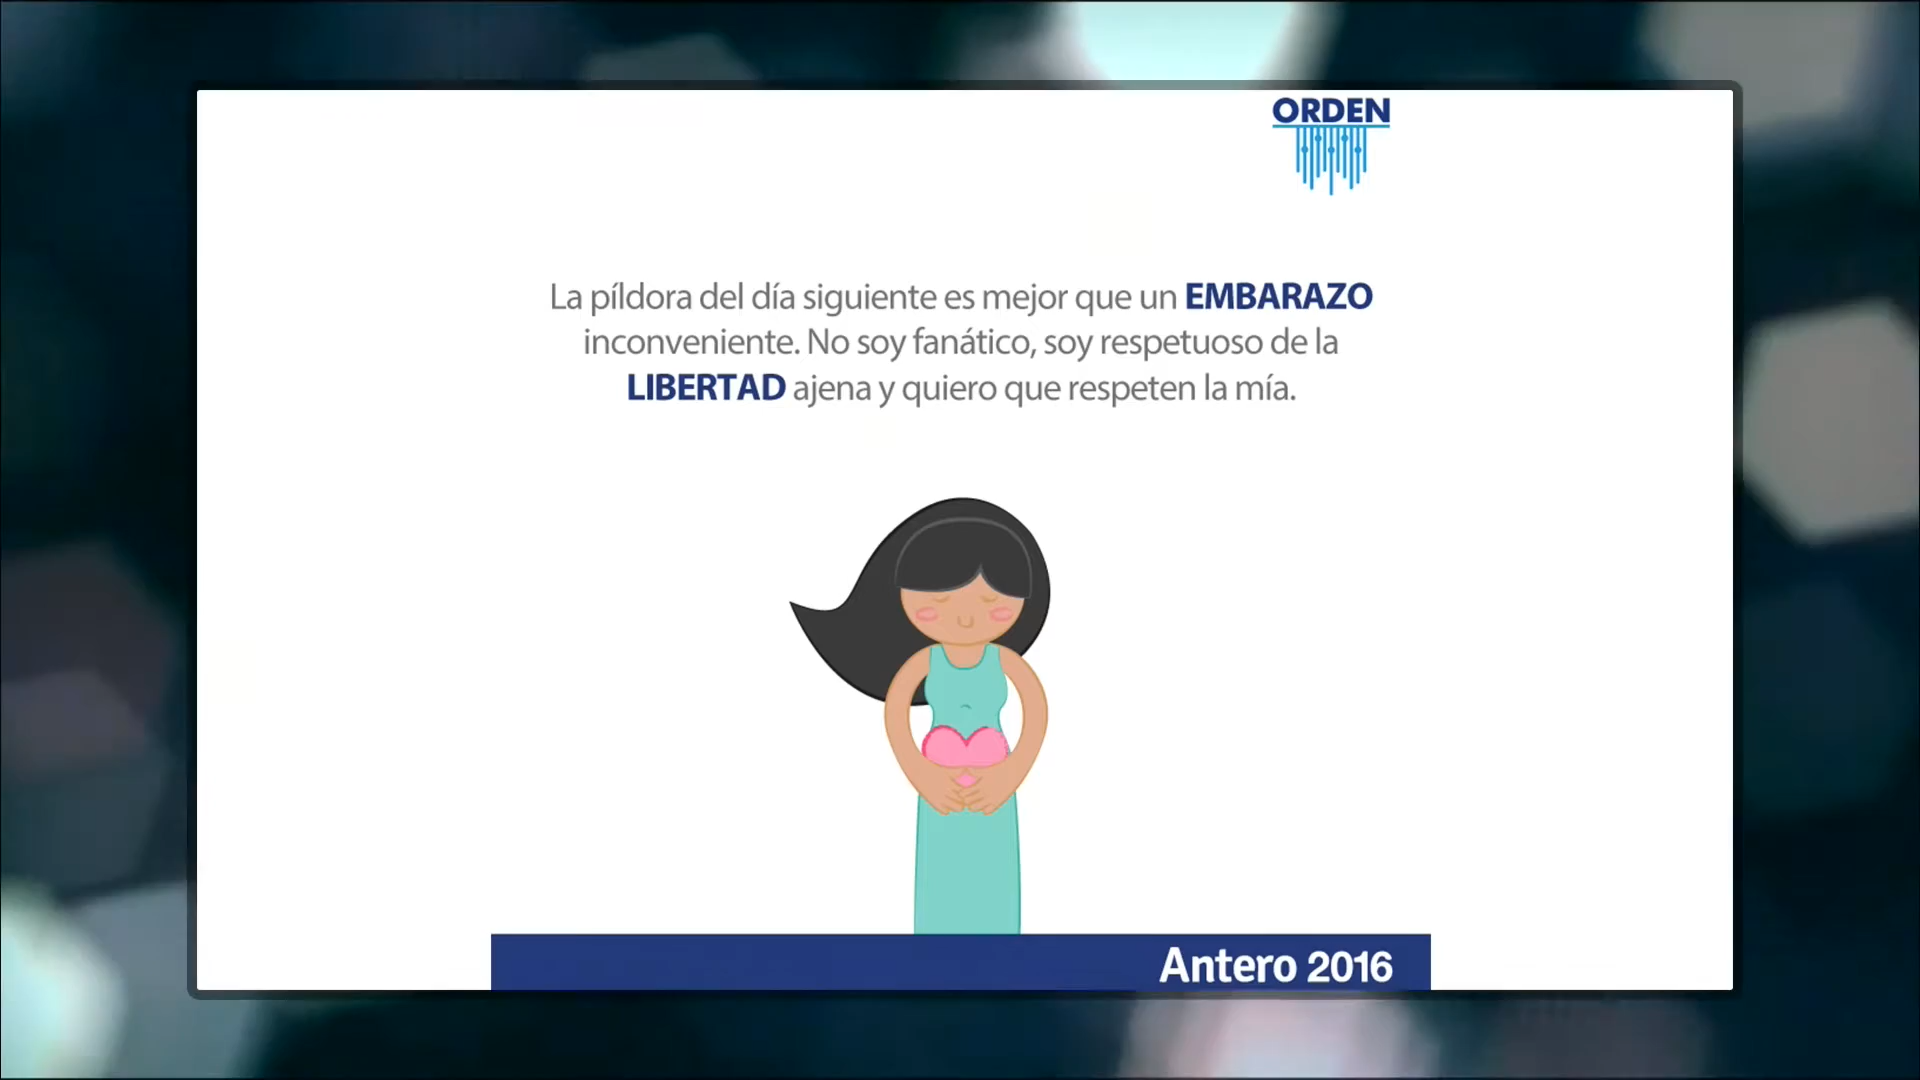 ORDEN
La píldora del día siguiente es mejor que un EMBARAZO
inconveniente. No soy fanático, soy respetuoso de la
LIBERTAD ajena y quiero que respeten la mía.
Antero 2016